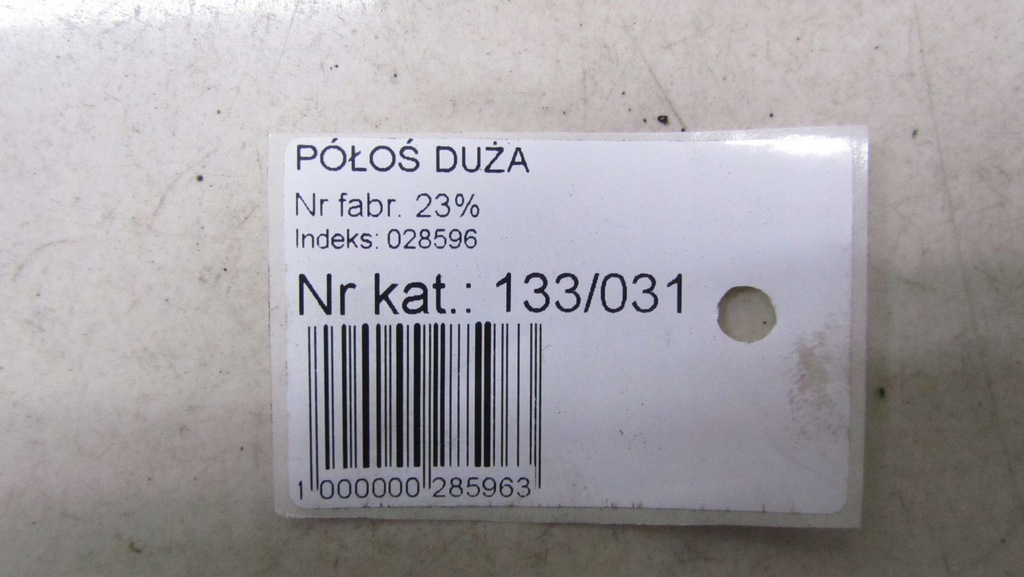 PÓŁOŚ DUŻA
Nr fabr. 23%
Indeks: 028596
Nr kat.: 133/031
1 000000 285963